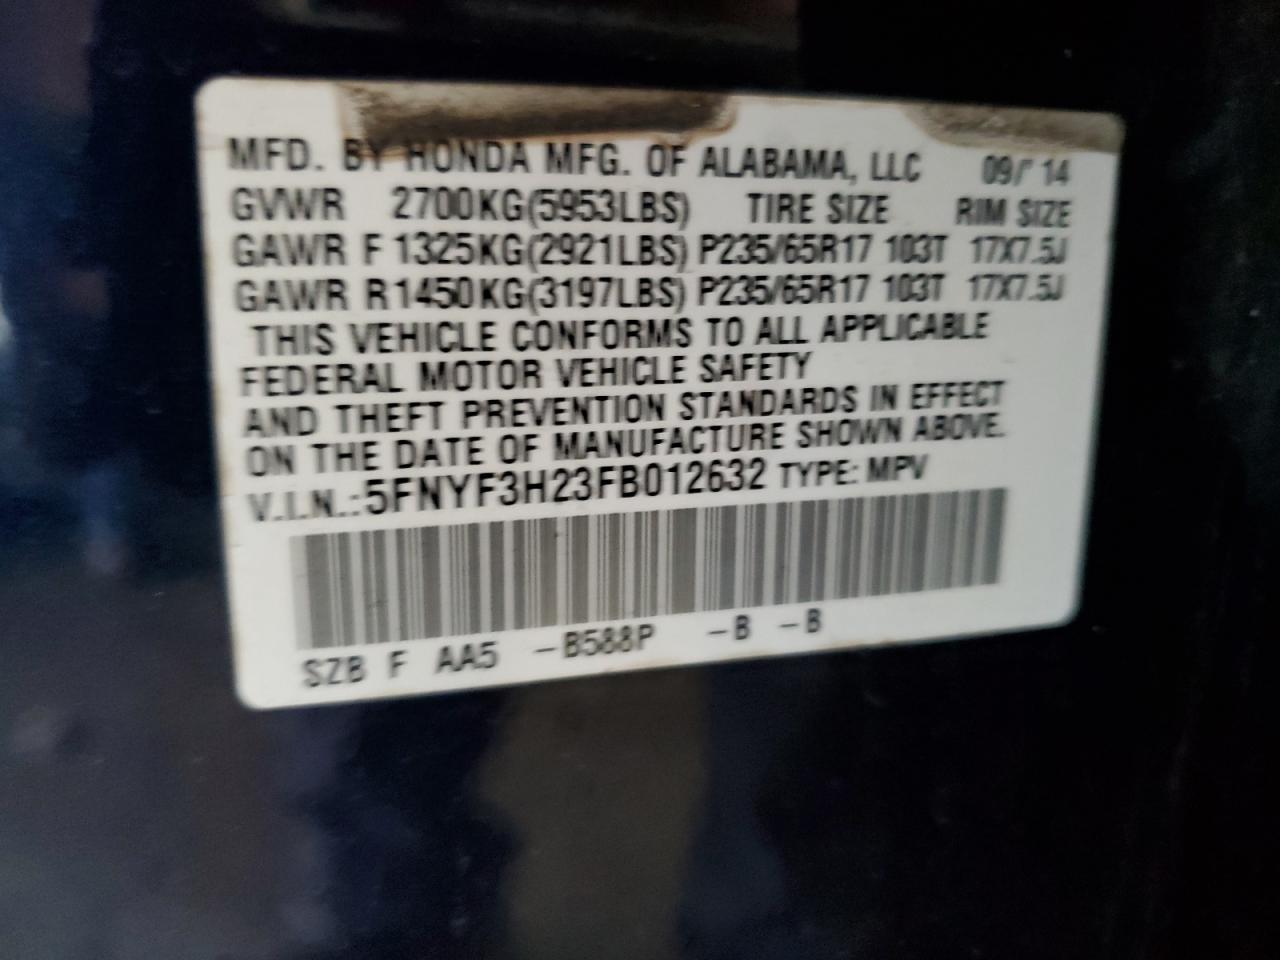 MFD. BY HONDA MFG. OF ALABAMA, LLC 09/ 14
GVWR 2700KG(5953LBS) TIRE SIZE RIM SIZE
GAWR F 1325KG(2921LBS) P235/65R17 103T 17X7.5J
GAWR R 1450KG(3197LBS) P235/65R17 103T 17X7.5J
THIS VEHICLE CONFORMS TO ALL APPLICABLE
FEDERAL MOTOR VEHICLE SAFETY
AND THEFT PREVENTION STANDARDS IN EFFECT
ON THE DATE OF MANUFACTURE SHOWN ABOVE.
V.I.N.:5FNYF3H23FB012632 TYPE: MPV
SZB F AA5 -B588P -B -B